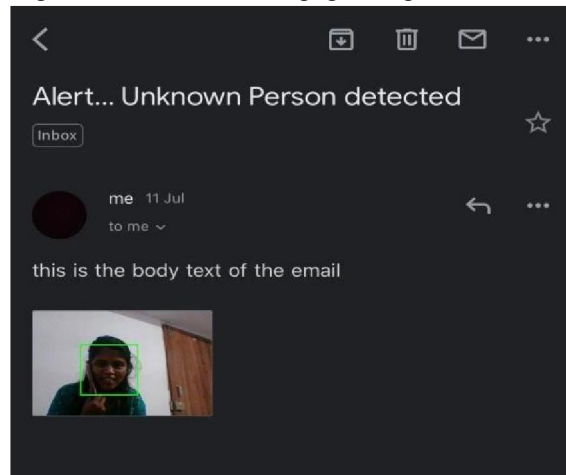 Alert... Unknown Person detected
Inbox
me 11 Jul
to me
this is the body text of the email